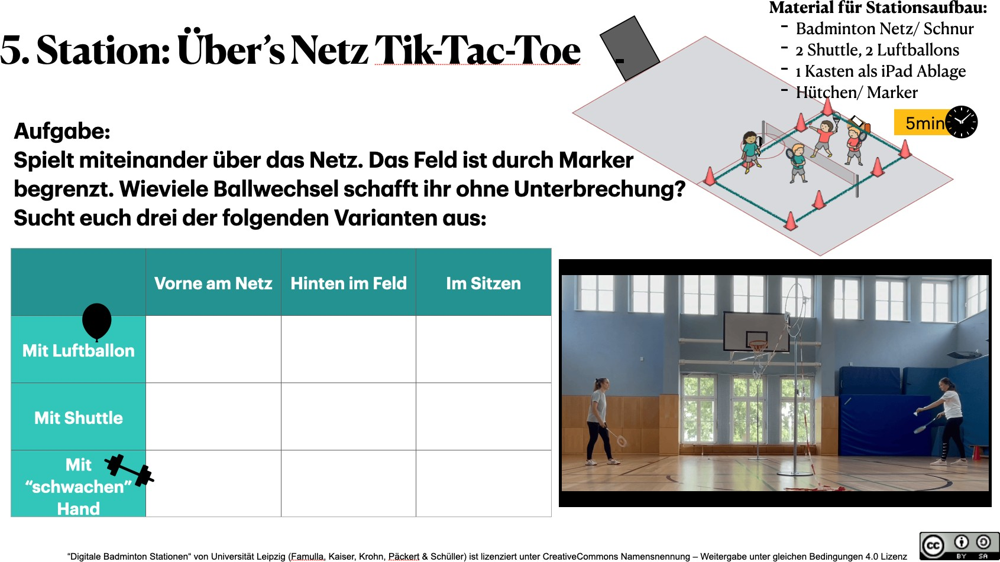 5. Station: Über’s Netz Tik-Tac-Toe
Material für Stationsaufbau:
- Badminton Netz/ Schnur
- 2 Shuttle, 2 Luftballons
- 1 Kasten als iPad Ablage
- Hütchen/ Marker
5min
Aufgabe:
Spielt miteinander über das Netz. Das Feld ist durch Marker
begrenzt. Wieviele Ballwechsel schafft ihr ohne Unterbrechung?
Sucht euch drei der folgenden Varianten aus:
Vorne am Netz Hinten im Feld Im Sitzen
Mit Luftballon
Mit Shuttle
Mit
“schwachen”
Hand
“Digitale Badminton Stationen“ von Universität Leipzig (Famulla, Kaiser, Krohn, Päckert & Schüller) ist lizenziert unter CreativeCommons Namensnennung – Weitergabe unter gleichen Bedingungen 4.0 Lizenz
cc
BY SA